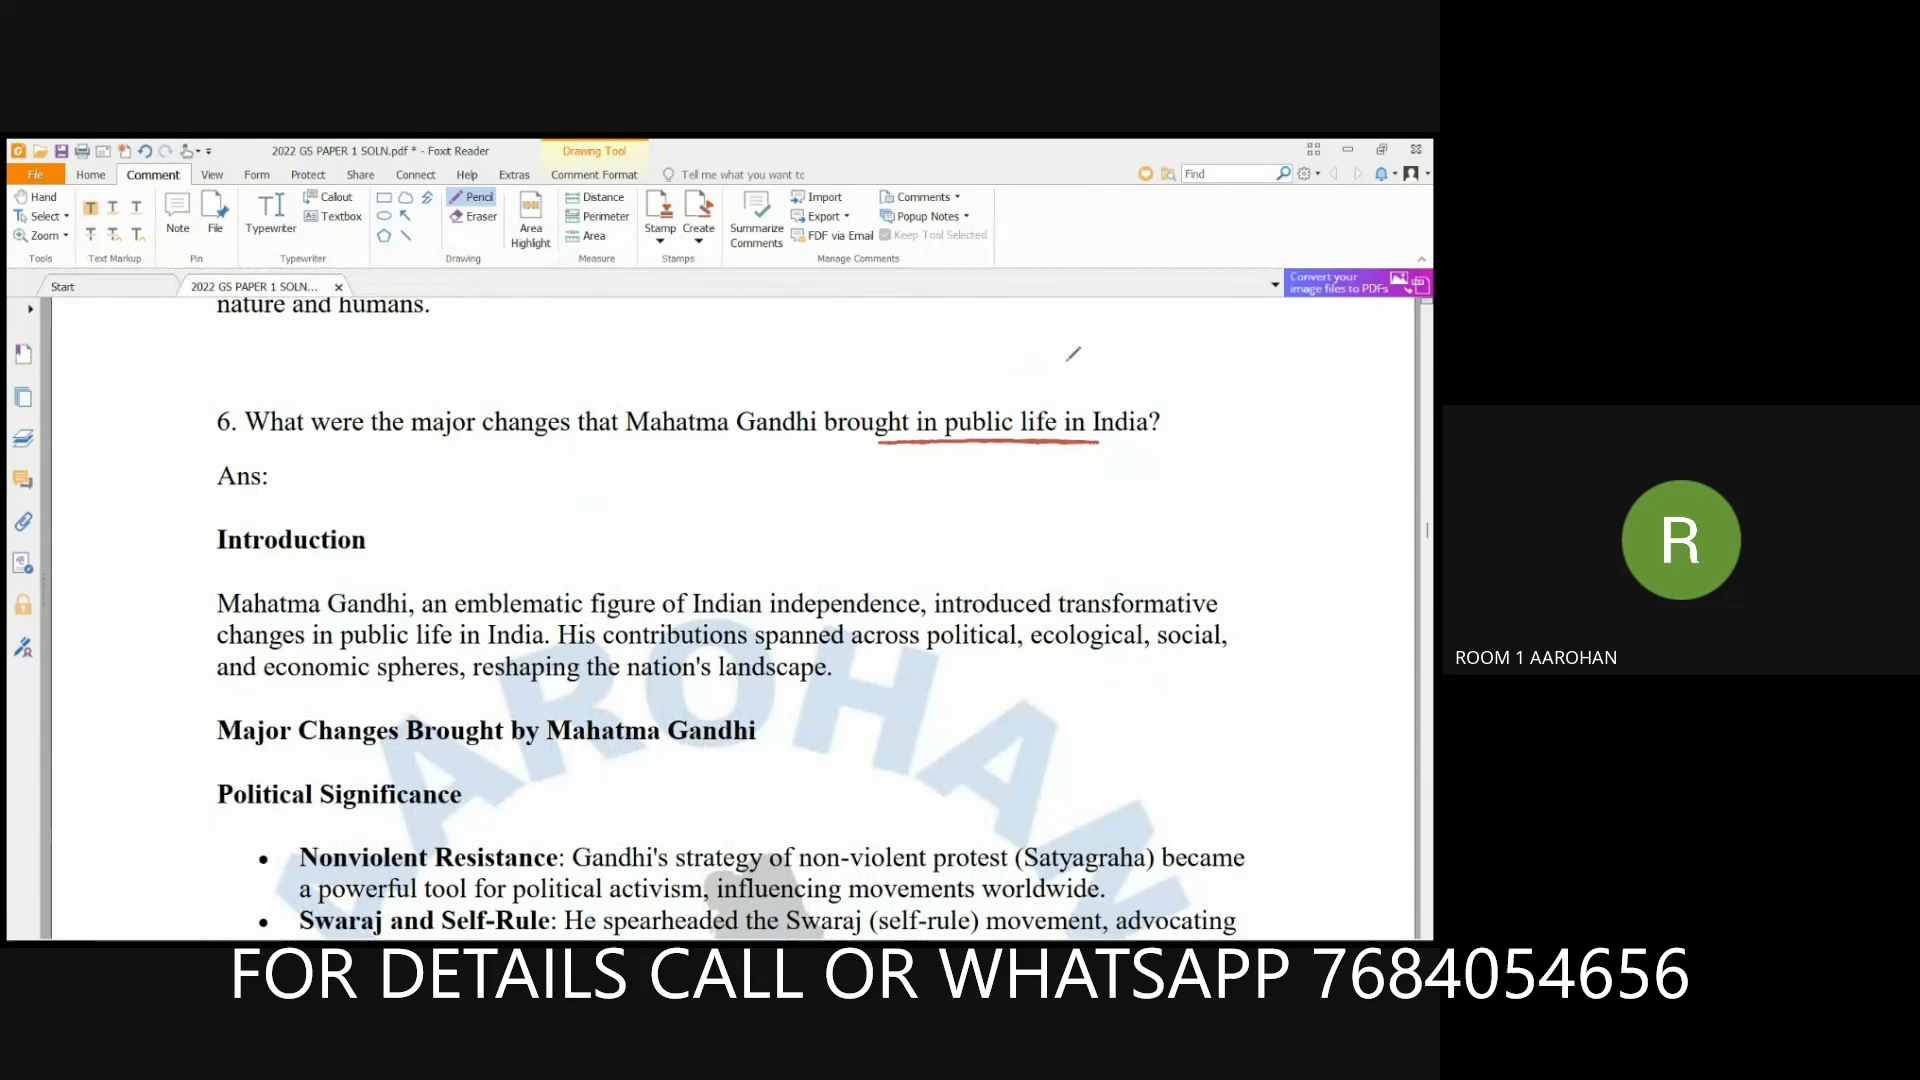 2022 GS PAPER 1 SOLN.pdf * - Foxit Reader
Drawing Tool
File Home Comment View Form Protect Share Connect Help Extras Comment Format Tell me what you want to Find
Hand
Select
Zoom
Tools
Text Markup
Note
File
Pin
Typewriter
Callout
Textbox
Typewriter
Pencil
Eraser
Drawing
Area
Highlight
Distance
Perimeter
Area
Measure
Stamp
Create
Stamps
Summarize
Comments
Import
Export
FDF via Email
Comments
Popup Notes
Keep Tool Selected
Manage Comments
Start
2022 GS PAPER 1 SOLN...
Convert your
image files to PDFs
nature and humans.
6. What were the major changes that Mahatma Gandhi brought in public life in India?
Ans:
Introduction
Mahatma Gandhi, an emblematic figure of Indian independence, introduced transformative
changes in public life in India. His contributions spanned across political, ecological, social,
and economic spheres, reshaping the nation's landscape.
Major Changes Brought by Mahatma Gandhi
Political Significance
• Nonviolent Resistance: Gandhi's strategy of non-violent protest (Satyagraha) became
a powerful tool for political activism, influencing movements worldwide.
• Swaraj and Self-Rule: He spearheaded the Swaraj (self-rule) movement, advocating
AAROHAN
R
ROOM 1 AAROHAN
FOR DETAILS CALL OR WHATSAPP 7684054656